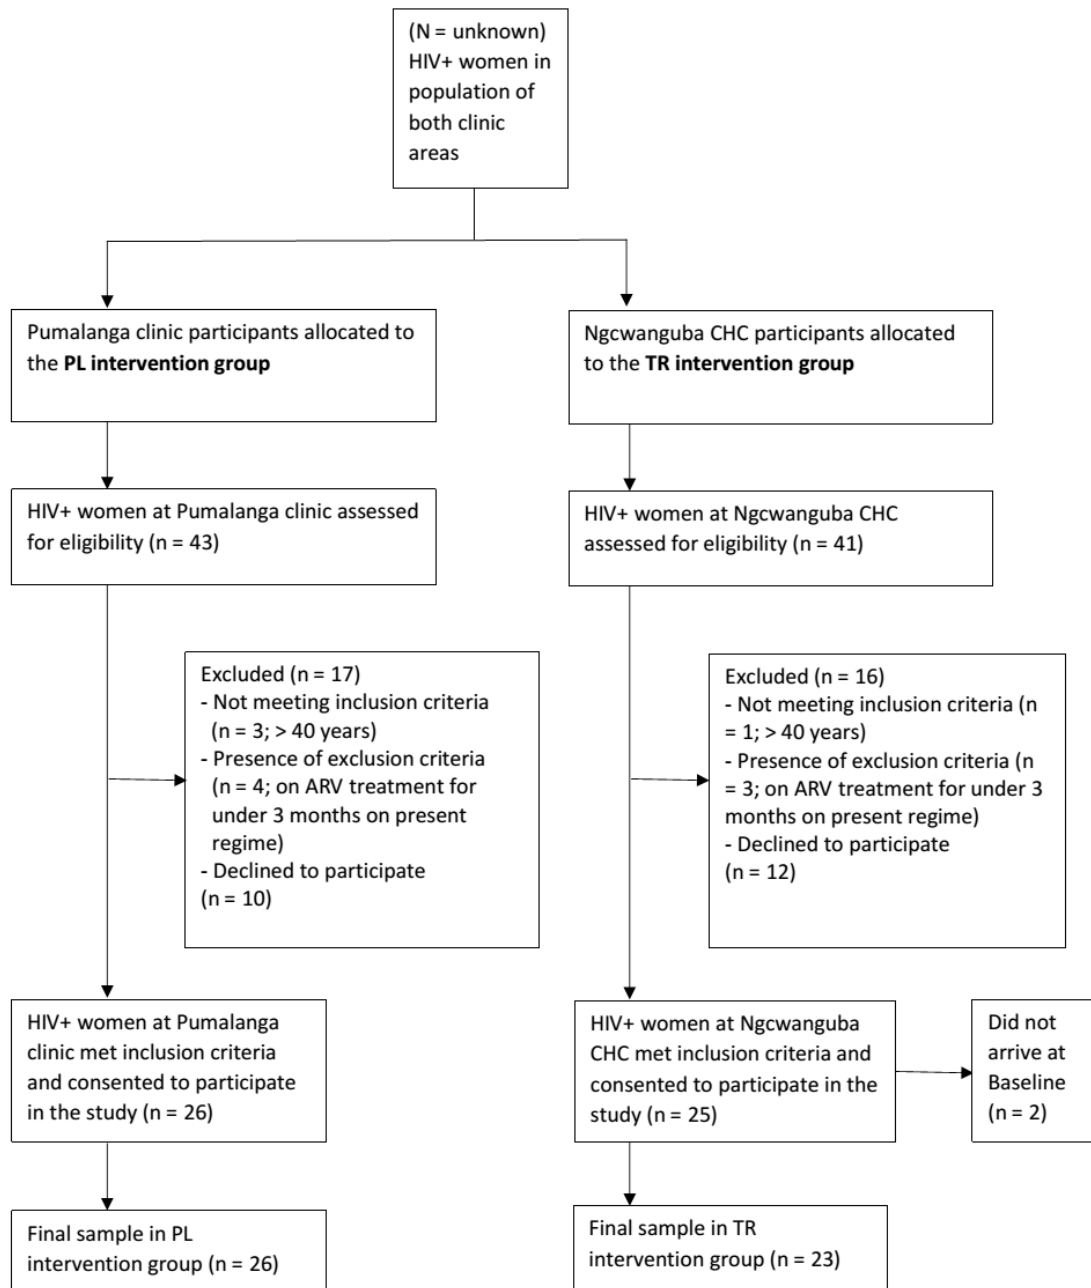 (N = unknown)
HIV+ women in
population of
both clinic
areas
Pumalanga clinic participants allocated to
the PL intervention group
Ngcwanguba CHC participants allocated
to the TR intervention group
HIV+ women at Pumalanga clinic assessed
for eligibility (n = 43)
HIV+ women at Ngcwanguba CHC
assessed for eligibility (n = 41)
Excluded (n = 17)
- Not meeting inclusion criteria
(n = 3; > 40 years)
- Presence of exclusion criteria
(n = 4; on ARV treatment for
under 3 months on present
regime)
- Declined to participate
(n = 10)
Excluded (n = 16)
- Not meeting inclusion criteria (n
= 1; > 40 years)
- Presence of exclusion criteria (n
= 3; on ARV treatment for under 3
months on present regime)
- Declined to participate
(n = 12)
HIV+ women at Pumalanga
clinic met inclusion criteria
and consented to participate
in the study (n = 26)
HIV+ women at Ngcwanguba
CHC met inclusion criteria and
consented to participate in the
study (n = 25)
Did not
arrive at
Baseline
(n = 2)
Final sample in PL
intervention group (n = 26)
Final sample in TR
intervention group (n = 23)